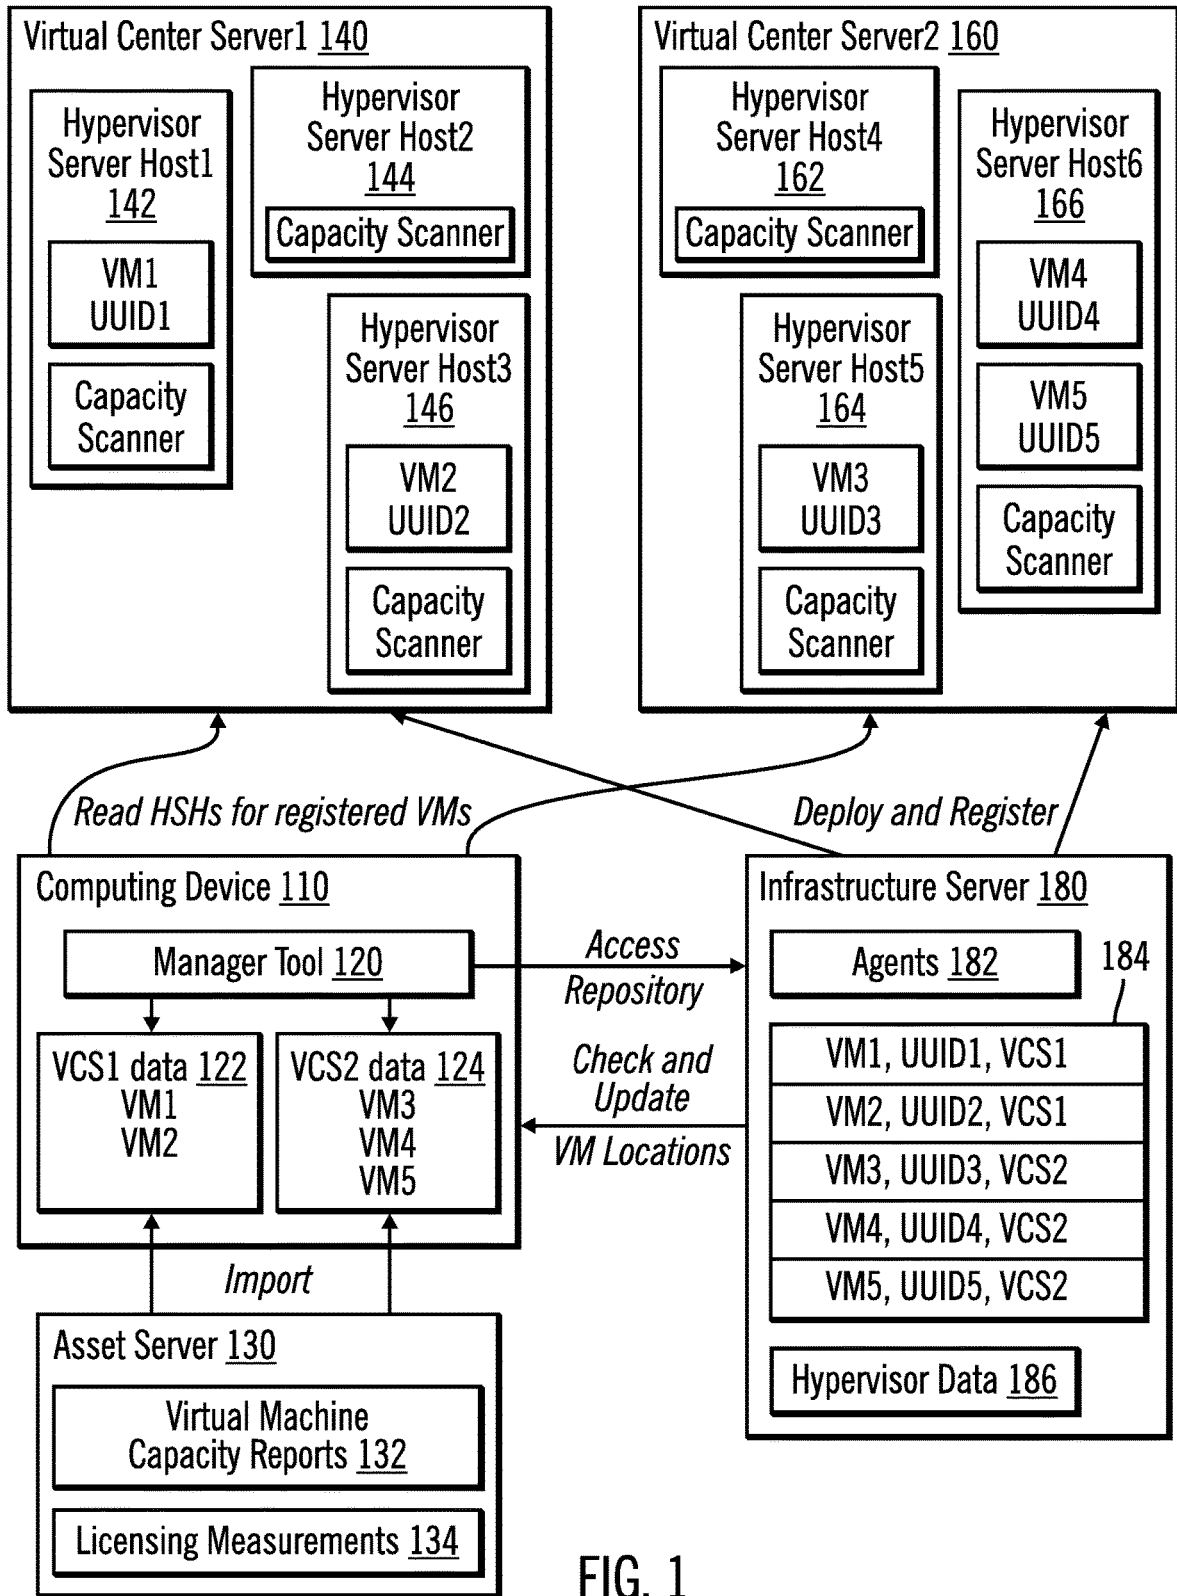 Virtual Center Server1 140
Hypervisor
Server Host1
142
VM1
UUID1
Capacity
Scanner
Hypervisor
Server Host2
144
Capacity Scanner
Hypervisor
Server Host3
146
VM2
UUID2
Capacity
Scanner
Virtual Center Server2 160
Hypervisor
Server Host4
162
Capacity Scanner
Hypervisor
Server Host5
164
VM3
UUID3
Capacity
Scanner
Hypervisor
Server Host6
166
VM4
UUID4
VM5
UUID5
Capacity
Scanner
Read HSHs for registered VMs
Deploy and Register
Computing Device 110
Manager Tool 120
VCS1 data 122
VM1
VM2
VCS2 data 124
VM3
VM4
VM5
Access
Repository
Check and
Update
VM Locations
Infrastructure Server 180
Agents 182
184
VM1, UUID1, VCS1
VM2, UUID2, VCS1
VM3, UUID3, VCS2
VM4, UUID4, VCS2
VM5, UUID5, VCS2
Hypervisor Data 186
Import
Asset Server 130
Virtual Machine
Capacity Reports 132
Licensing Measurements 134
FIG. 1